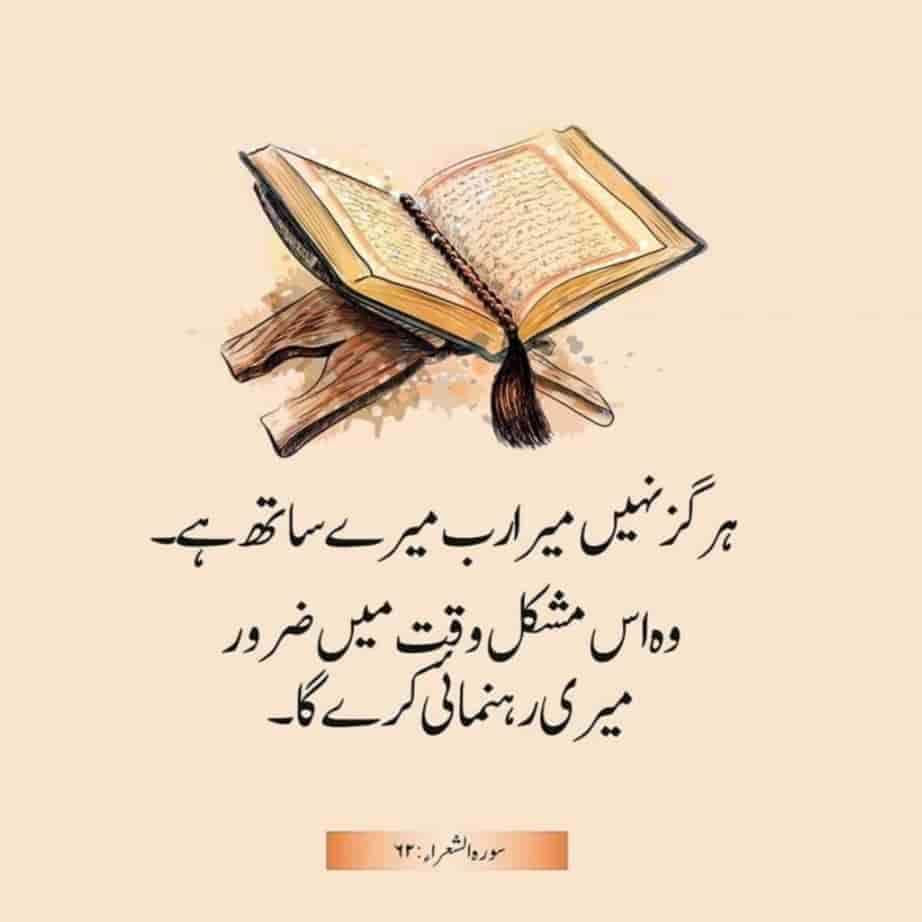 ہرگز نہیں میرا رب میرے ساتھ ہے۔
وہ اس مشکل وقت میں ضرور
میری رہنمائی کرے گا۔
سورہ الشعراء: ۶۲